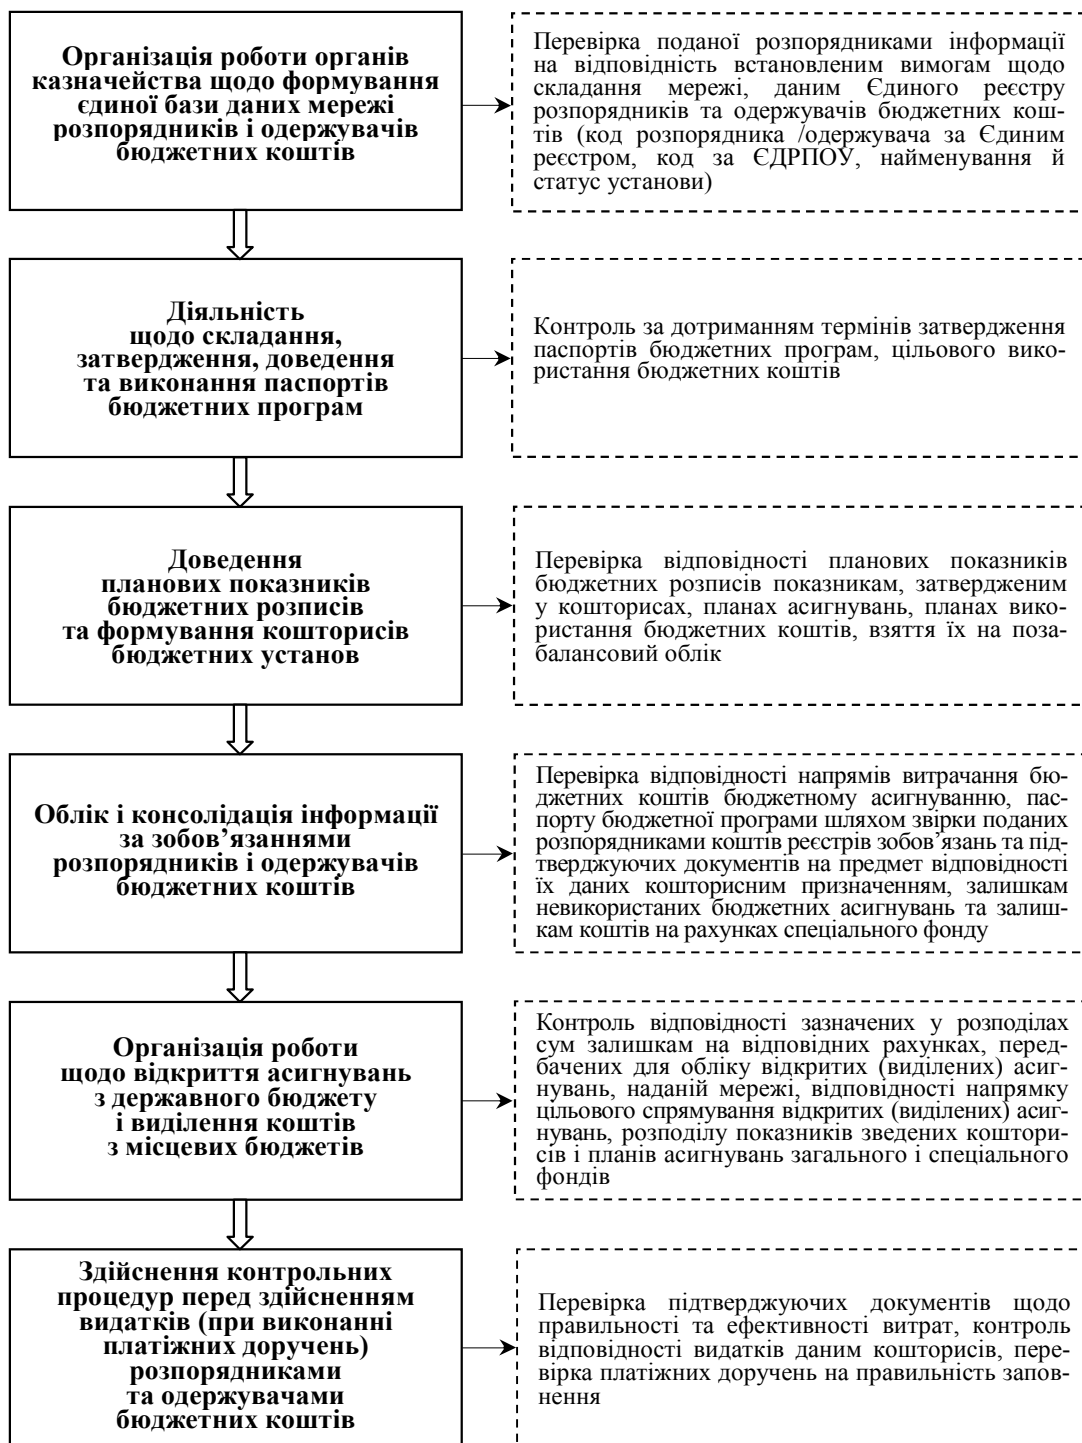 Організація роботи органів
казначейства щодо формування
єдиної бази даних мережі
розпорядників і одержувачів
бюджетних коштів
Перевірка поданої розпорядниками інформації
на відповідність встановленим вимогам щодо
складання мережі, даним Єдиного реєстру
розпорядників та одержувачів бюджетних кош-
тів (код розпорядника /одержувача за Єдиним
реєстром, код за ЄДРПОУ, найменування й
статус установи)
Діяльність
щодо складання,
затвердження, доведення
та виконання паспортів
бюджетних програм
Контроль за дотриманням термінів затвердження
паспортів бюджетних програм, цільового вико-
ристання бюджетних коштів
Доведення
планових показників
бюджетних розписів
та формування кошторисів
бюджетних установ
Перевірка відповідності планових показників
бюджетних розписів показникам, затвердженим
у кошторисах, планах асигнувань, планах вико-
ристання бюджетних коштів, взяття їх на поза-
балансовий облік
Облік і консолідація інформації
за зобов’язаннями
розпорядників і одержувачів
бюджетних коштів
Перевірка відповідності напрямів витрачання бю-
джетних коштів бюджетному асигнуванню, пас-
порту бюджетної програми шляхом звірки поданих
розпорядниками коштів реєстрів зобов’язань та під-
тверджуючих документів на предмет відповідності
їх даних кошторисним призначенням, залишкам
невикористаних бюджетних асигнувань та залиш-
кам коштів на рахунках спеціального фонду
Організація роботи
щодо відкриття асигнувань
з державного бюджету
і виділення коштів
з місцевих бюджетів
Контроль відповідності зазначених у розподілах
сум залишкам на відповідних рахунках, перед-
бачених для обліку відкритих (виділених) асиг-
нувань, наданій мережі, відповідності напрямку
цільового спрямування відкритих (виділених) асиг-
нувань, розподілу показників зведених коштори-
сів і планів асигнувань загального і спеціального
фондів
Здійснення контрольних
процедур перед здійсненням
видатків (при виконанні
платіжних доручень)
розпорядниками
та одержувачами
бюджетних коштів
Перевірка підтверджуючих документів щодо
правильності та ефективності витрат, контроль
відповідності видатків даним кошторисів, пере-
вірка платіжних доручень на правильність запов-
нення